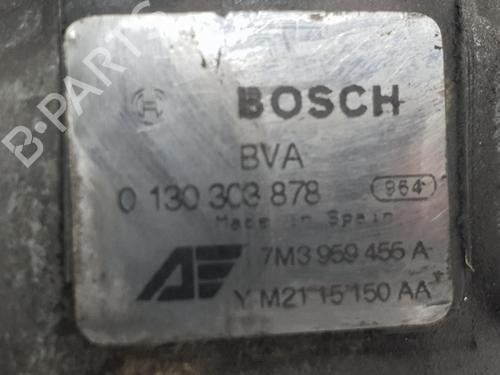 BOSCH
BVA
0 130 303 878 964
Made in Spain
7M3 959 455 A
YM21 15 150 AA
B-PARTS